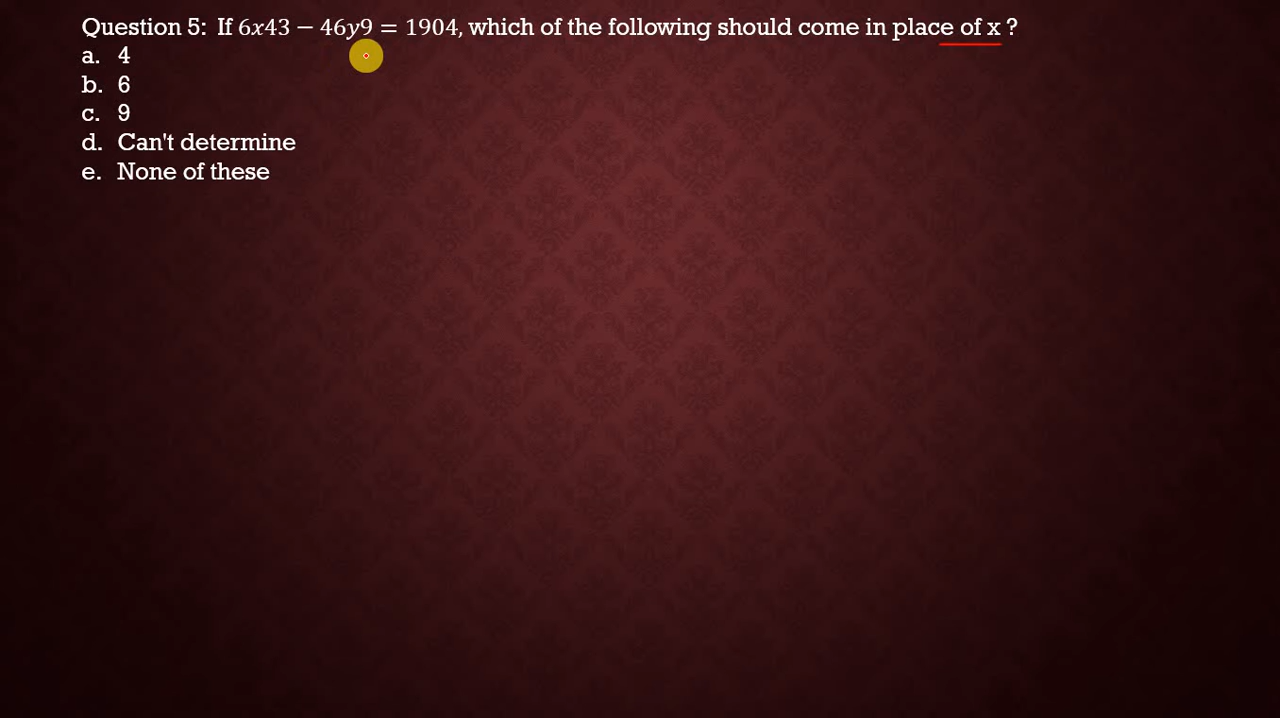 Question 5: If 6x43 − 46y9 = 1904, which of the following should come in place of x ?
a. 4
b. 6
c. 9
d. Can't determine
e. None of these